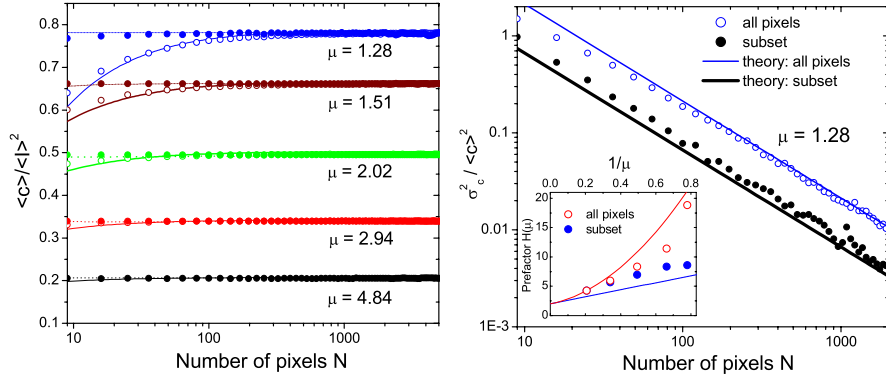 0.8
0.7
0.6
0.5
0.4
0.3
0.2
0.1
<c>/<I>²
μ = 1.28
μ = 1.51
μ = 2.02
μ = 2.94
μ = 4.84
10 100 1000
Number of pixels N
1
0.1
0.01
1E-3
σ²c / <c>²
all pixels
subset
theory: all pixels
theory: subset
μ = 1.28
1/μ
0.0 0.2 0.4 0.6 0.8
20
15
10
5
0
Prefactor H(μ)
all pixels
subset
10 100 1000
Number of pixels N